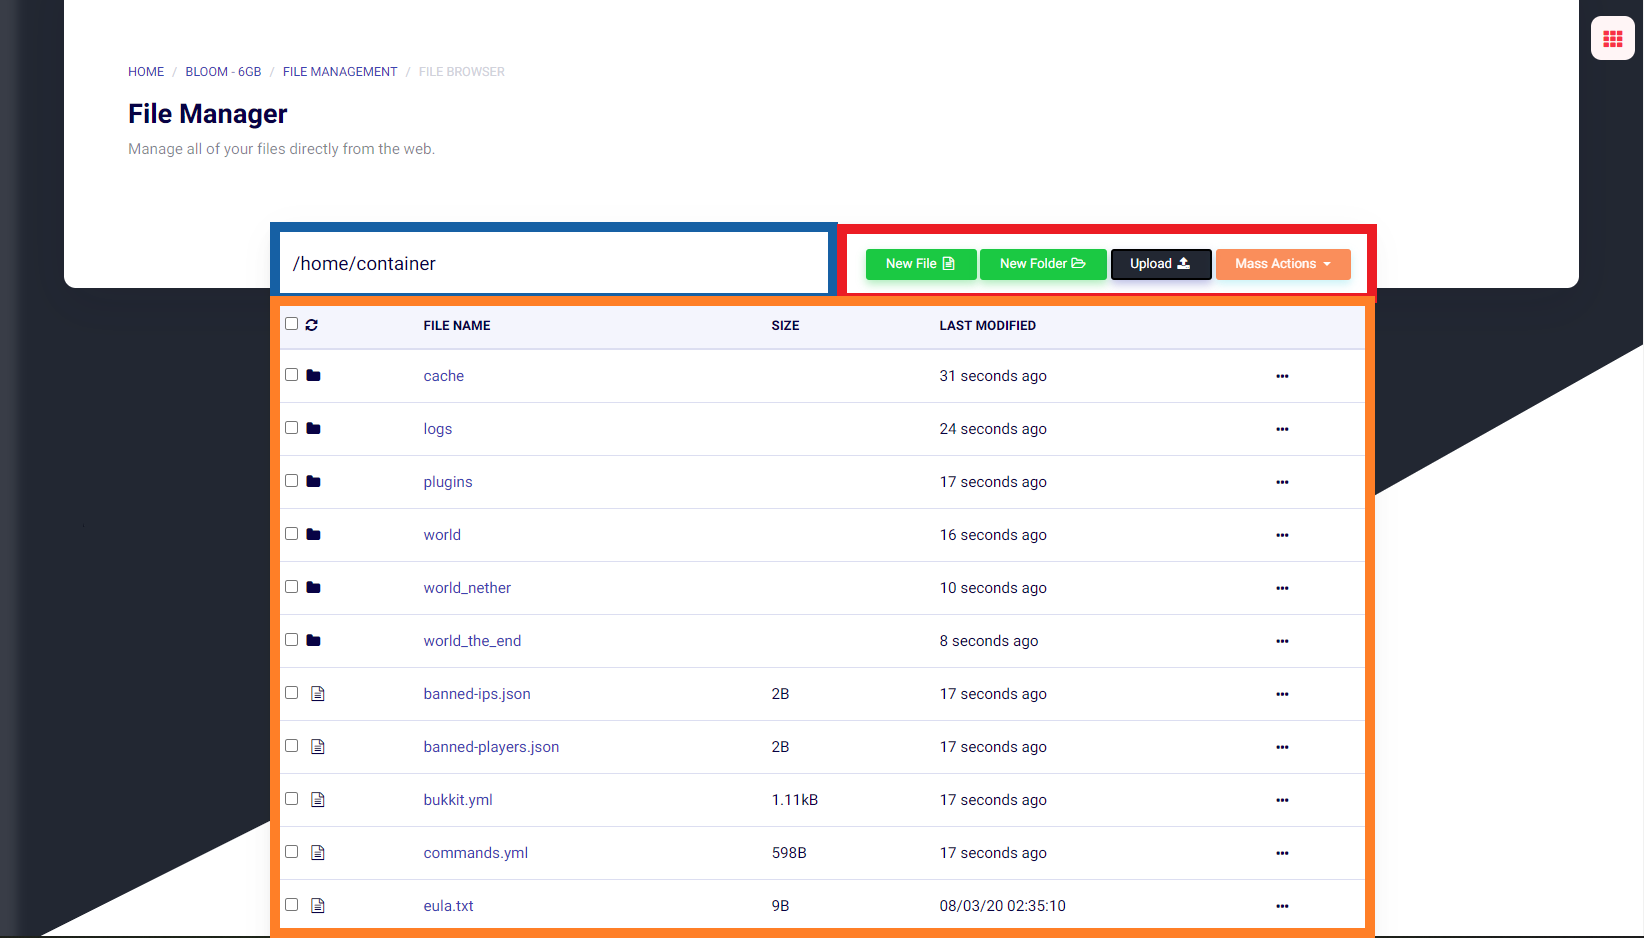 HOME / BLOOM - 6GB / FILE MANAGEMENT / FILE BROWSER
File Manager
Manage all of your files directly from the web.
/home/container
New File New Folder Upload Mass Actions
FILE NAME SIZE LAST MODIFIED
cache 31 seconds ago
logs 24 seconds ago
plugins 17 seconds ago
world 16 seconds ago
world_nether 10 seconds ago
world_the_end 8 seconds ago
banned-ips.json 2B 17 seconds ago
banned-players.json 2B 17 seconds ago
bukkit.yml 1.11kB 17 seconds ago
commands.yml 598B 17 seconds ago
eula.txt 9B 08/03/20 02:35:10